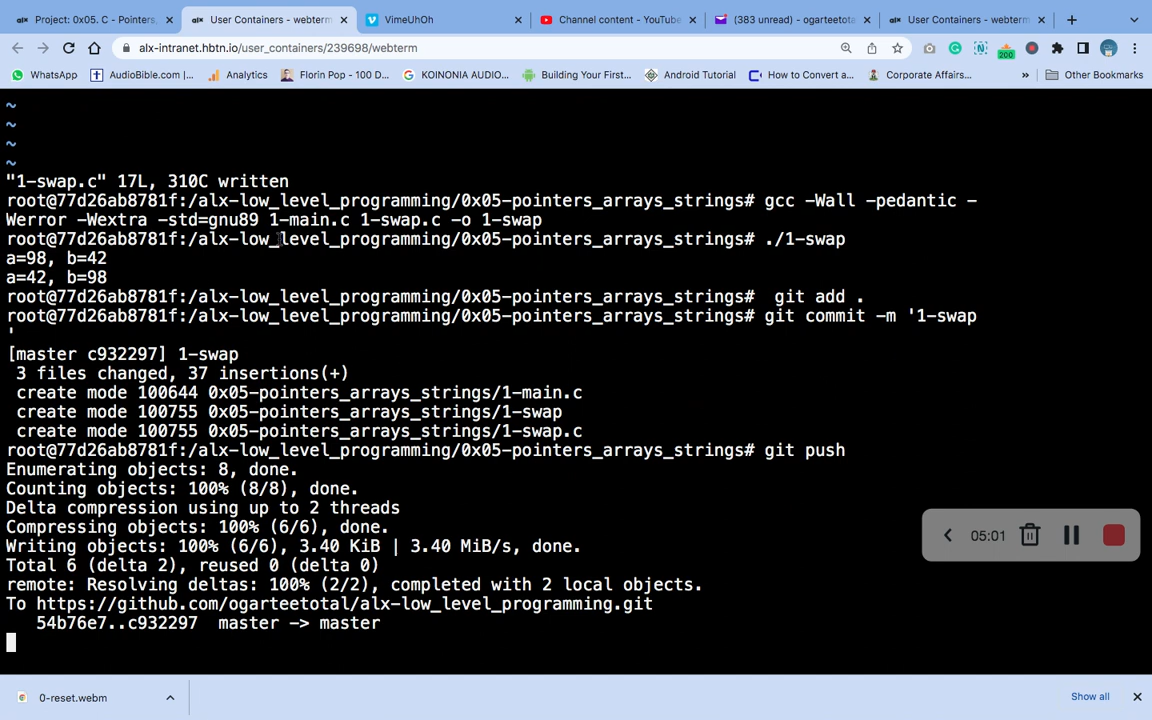 Project: 0x05. C - Pointers,
User Containers - webterm
VimeUhOh
Channel content - YouTube
(383 unread) - ogarteetotal
User Containers - webterm
alx-intranet.hbtn.io/user_containers/239698/webterm
200
WhatsApp
AudioBible.com |...
Analytics
Florin Pop - 100 D...
KOINONIA AUDIO...
Building Your First...
Android Tutorial
How to Convert a...
Corporate Affairs...
»
Other Bookmarks
~
~
~
~
"1-swap.c" 17L, 310C written
root@77d26ab8781f:/alx-low_level_programming/0x05-pointers_arrays_strings# gcc -Wall -pedantic -
Werror -Wextra -std=gnu89 1-main.c 1-swap.c -o 1-swap
root@77d26ab8781f:/alx-low_level_programming/0x05-pointers_arrays_strings# ./1-swap
a=98, b=42
a=42, b=98
root@77d26ab8781f:/alx-low_level_programming/0x05-pointers_arrays_strings#  git add .
root@77d26ab8781f:/alx-low_level_programming/0x05-pointers_arrays_strings# git commit -m '1-swap
'
[master c932297] 1-swap
 3 files changed, 37 insertions(+)
 create mode 100644 0x05-pointers_arrays_strings/1-main.c
 create mode 100755 0x05-pointers_arrays_strings/1-swap
 create mode 100755 0x05-pointers_arrays_strings/1-swap.c
root@77d26ab8781f:/alx-low_level_programming/0x05-pointers_arrays_strings# git push
Enumerating objects: 8, done.
Counting objects: 100% (8/8), done.
Delta compression using up to 2 threads
Compressing objects: 100% (6/6), done.
Writing objects: 100% (6/6), 3.40 KiB | 3.40 MiB/s, done.
Total 6 (delta 2), reused 0 (delta 0)
remote: Resolving deltas: 100% (2/2), completed with 2 local objects.
To https://github.com/ogarteetotal/alx-low_level_programming.git
   54b76e7..c932297  master -> master
05:01
0-reset.webm
Show all